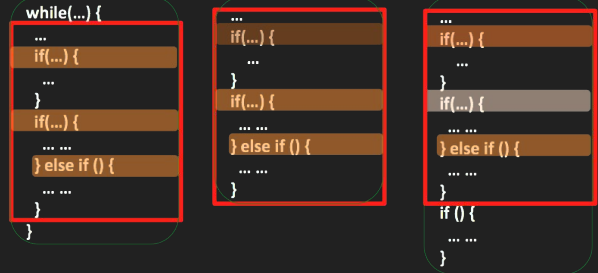 while(...) {
...
if(...) {
...
}
if(...) {
... ...
} else if () {
... ...
}
}
...
if(...) {
...
}
if(...) {
... ...
} else if () {
... ...
}
...
if(...) {
...
}
if(...) {
... ...
} else if () {
... ...
}
if () {
... ...
}